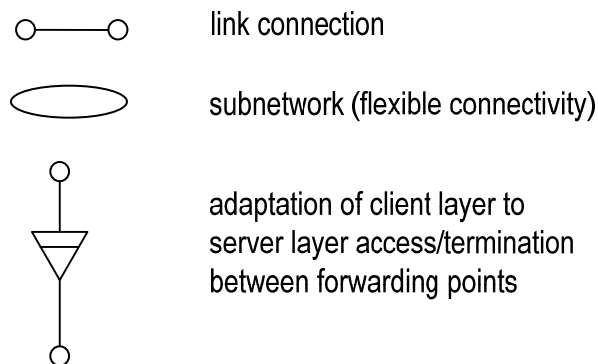 link connection
subnetwork (flexible connectivity)
adaptation of client layer to
server layer access/termination
between forwarding points